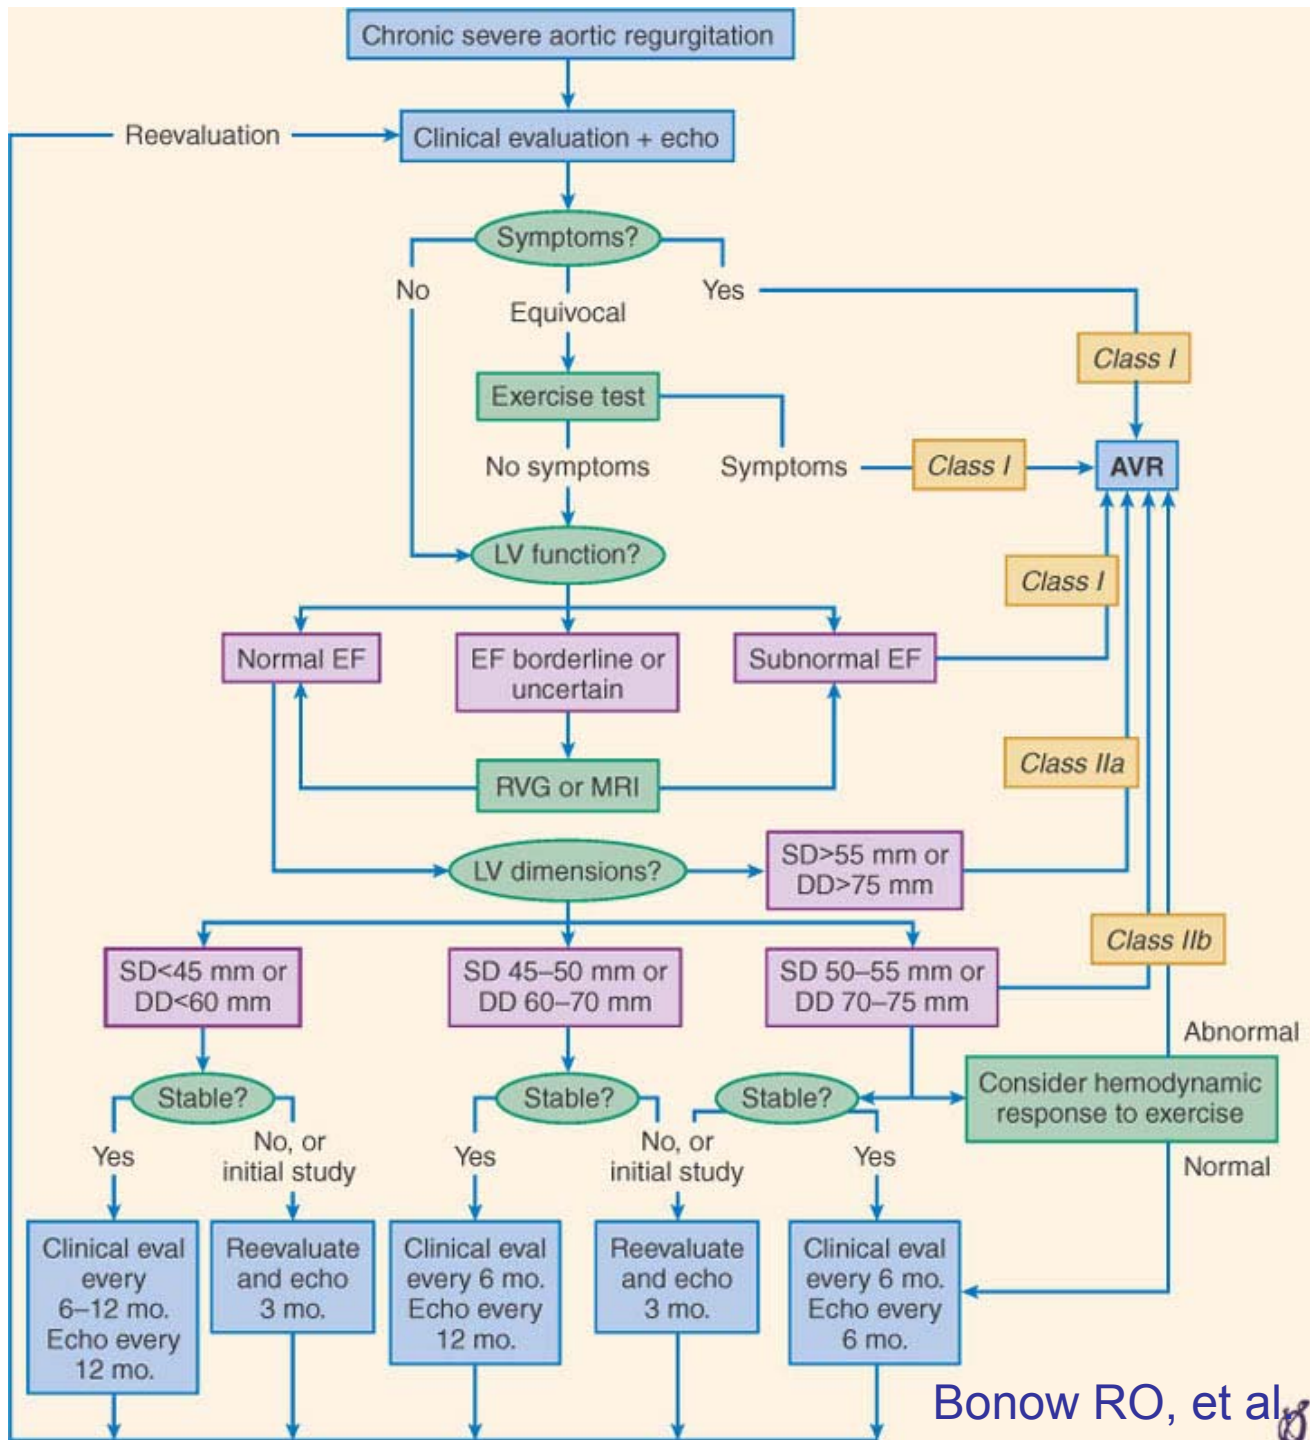 Chronic severe aortic regurgitation
Reevaluation
Clinical evaluation + echo
Symptoms?
No
Yes
Equivocal
Class I
Exercise test
No symptoms
Symptoms
Class I
AVR
LV function?
Class I
Normal EF
EF borderline or
uncertain
Subnormal EF
Class IIa
RVG or MRI
LV dimensions?
SD>55 mm or
DD>75 mm
Class IIb
SD<45 mm or
DD<60 mm
SD 45–50 mm or
DD 60–70 mm
SD 50–55 mm or
DD 70–75 mm
Abnormal
Stable?
Stable?
Stable?
Consider hemodynamic
response to exercise
Yes
No, or
initial study
Yes
No, or
initial study
Yes
Normal
Clinical eval
every
6–12 mo.
Echo every
12 mo.
Reevaluate
and echo
3 mo.
Clinical eval
every 6 mo.
Echo every
12 mo.
Reevaluate
and echo
3 mo.
Clinical eval
every 6 mo.
Echo every
6 mo.
Bonow RO, et al.